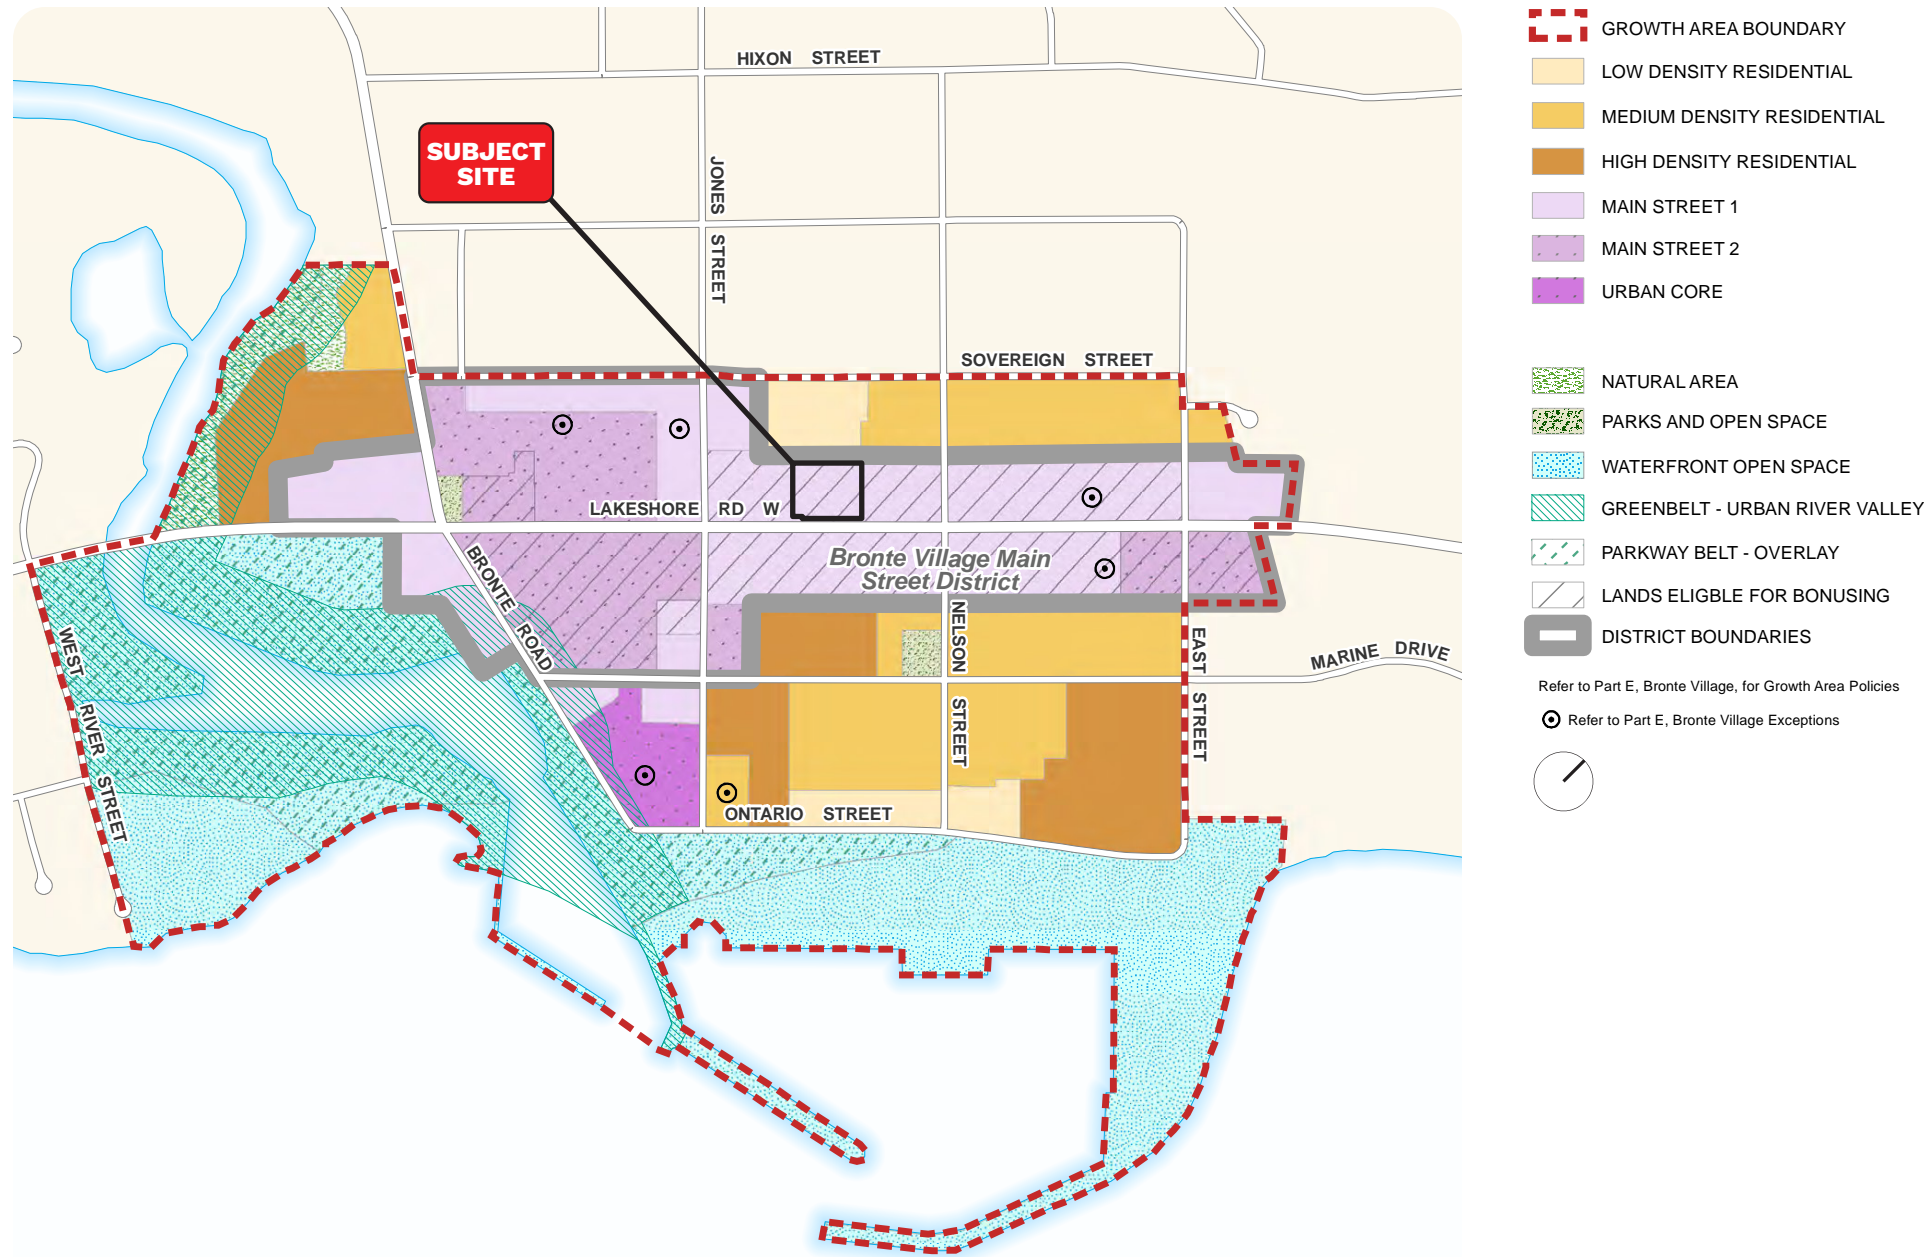 HIXON STREET
SUBJECT
SITE
JONES STREET
SOVEREIGN STREET
LAKESHORE RD W
Bronte Village Main
Street District
BRONTE ROAD
NELSON STREET
EAST STREET
MARINE DRIVE
WEST RIVER STREET
ONTARIO STREET
GROWTH AREA BOUNDARY
LOW DENSITY RESIDENTIAL
MEDIUM DENSITY RESIDENTIAL
HIGH DENSITY RESIDENTIAL
MAIN STREET 1
MAIN STREET 2
URBAN CORE
NATURAL AREA
PARKS AND OPEN SPACE
WATERFRONT OPEN SPACE
GREENBELT - URBAN RIVER VALLEY
PARKWAY BELT - OVERLAY
LANDS ELIGBLE FOR BONUSING
DISTRICT BOUNDARIES
Refer to Part E, Bronte Village, for Growth Area Policies
Refer to Part E, Bronte Village Exceptions